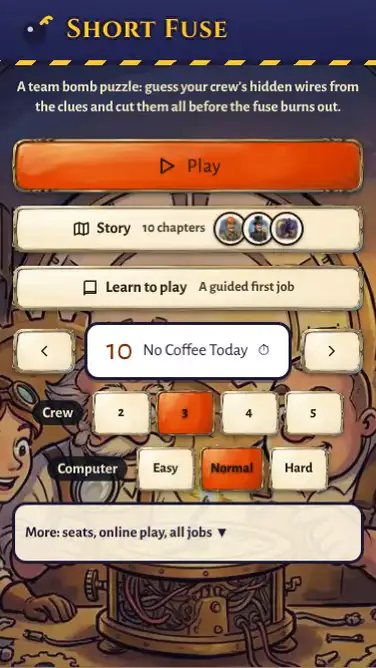 Short Fuse
A team bomb puzzle: guess your crew's hidden wires from
the clues and cut them all before the fuse burns out.
Play
Story 10 chapters
Learn to play A guided first job
10 No Coffee Today
Crew 2 3 4 5
Computer Easy Normal Hard
More: seats, online play, all jobs ▼